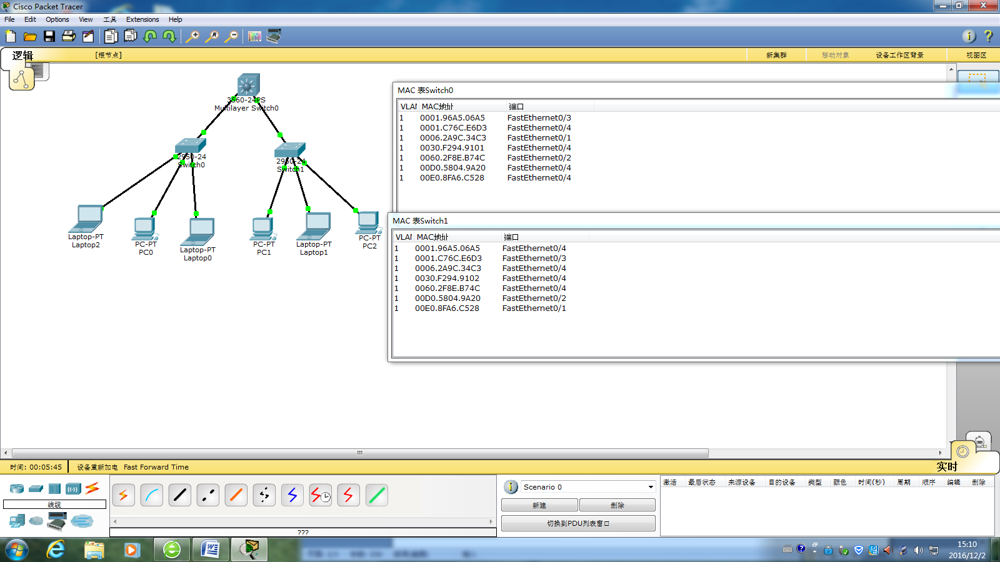 Cisco Packet Tracer
File Edit Options View 工具 Extensions Help
逻辑 [根节点] 新集群 移动对象 设备工作区背景 视图区
3560-24PS
Multilayer Switch0
2950-24
Switch0
2950-24
Switch1
Laptop-PT
Laptop2
PC-PT
PC0
Laptop-PT
Laptop0
PC-PT
PC1
Laptop-PT
Laptop1
PC-PT
PC2
MAC 表Switch0
VLAN MAC地址 端口
1 0001.96A5.06A5 FastEthernet0/3
1 0001.C76C.E6D3 FastEthernet0/4
1 0006.2A9C.34C3 FastEthernet0/1
1 0030.F294.9101 FastEthernet0/4
1 0060.2F8E.B74C FastEthernet0/2
1 00D0.5804.9A20 FastEthernet0/4
1 00E0.8FA6.C528 FastEthernet0/4
MAC 表Switch1
VLAN MAC地址 端口
1 0001.96A5.06A5 FastEthernet0/4
1 0001.C76C.E6D3 FastEthernet0/3
1 0006.2A9C.34C3 FastEthernet0/4
1 0030.F294.9102 FastEthernet0/4
1 0060.2F8E.B74C FastEthernet0/4
1 00D0.5804.9A20 FastEthernet0/2
1 00E0.8FA6.C528 FastEthernet0/1
时间: 00:05:45 设备重新加电 Fast Forward Time 实时
线缆
???
Scenario 0
新建 删除
切换到PDU列表窗口
激活 最后状态 来源设备 目的设备 类型 颜色 时间(秒) 周期 顺序 编辑 删除
15:10
2016/12/2